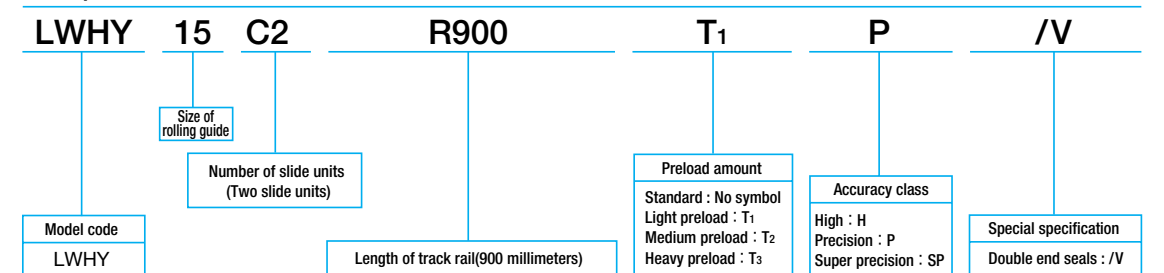 LWHY 15 C2 R900 T1 P /V
Size of
rolling guide
Number of slide units
(Two slide units)
Preload amount
Standard : No symbol
Light preload : T1
Medium preload : T2
Heavy preload : T3
Accuracy class
High : H
Precision : P
Super precision : SP
Model code
LWHY
Length of track rail(900 millimeters)
Special specification
Double end seals : /V